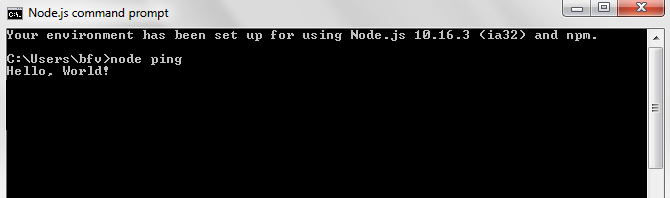 Node.js command prompt
Your environment has been set up for using Node.js 10.16.3 (ia32) and npm.
C:\Users\bfv>node ping
Hello, World!